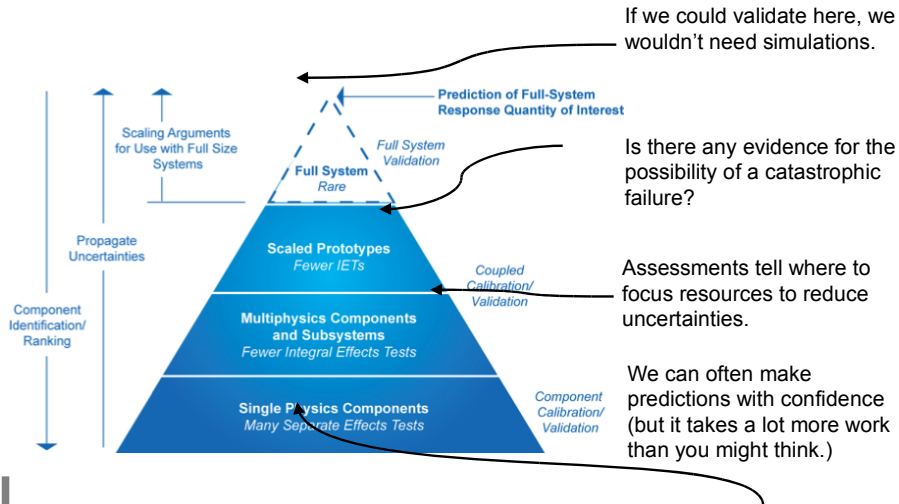 If we could validate here, we
wouldn't need simulations.
Prediction of Full-System
Response Quantity of Interest
Scaling Arguments
for Use with Full Size
Systems
Full System
Validation
Full System
Rare
Is there any evidence for the
possibility of a catastrophic
failure?
Propagate
Uncertainties
Scaled Prototypes
Fewer IETs
Coupled
Calibration/
Validation
Assessments tell where to
focus resources to reduce
uncertainties.
Component
Identification/
Ranking
Multiphysics Components
and Subsystems
Fewer Integral Effects Tests
Single Physics Components
Many Separate Effects Tests
Component
Calibration/
Validation
We can often make
predictions with confidence
(but it takes a lot more work
than you might think.)